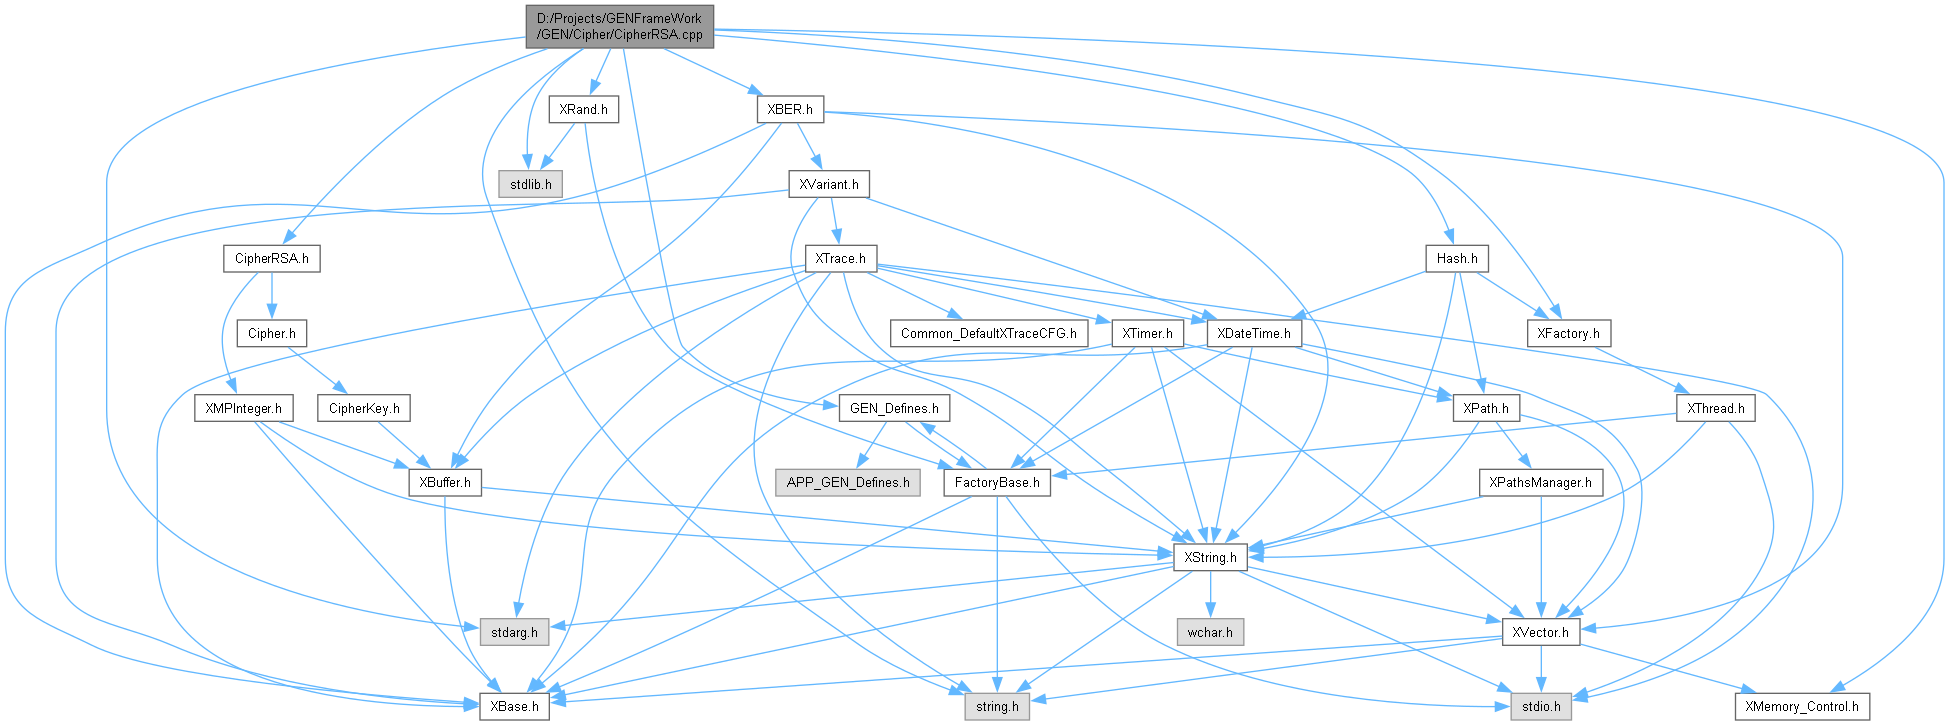 D:/Projects/GENFrameWork
/GEN/Cipher/CipherRSA.cpp
XRand.h
XBER.h
stdlib.h
XVariant.h
CipherRSA.h
XTrace.h
Hash.h
Cipher.h
Common_DefaultXTraceCFG.h
XTimer.h
XDateTime.h
XFactory.h
XMPInteger.h
CipherKey.h
GEN_Defines.h
XPath.h
XThread.h
XBuffer.h
APP_GEN_Defines.h
FactoryBase.h
XPathsManager.h
XString.h
stdarg.h
wchar.h
XVector.h
XBase.h
string.h
stdio.h
XMemory_Control.h